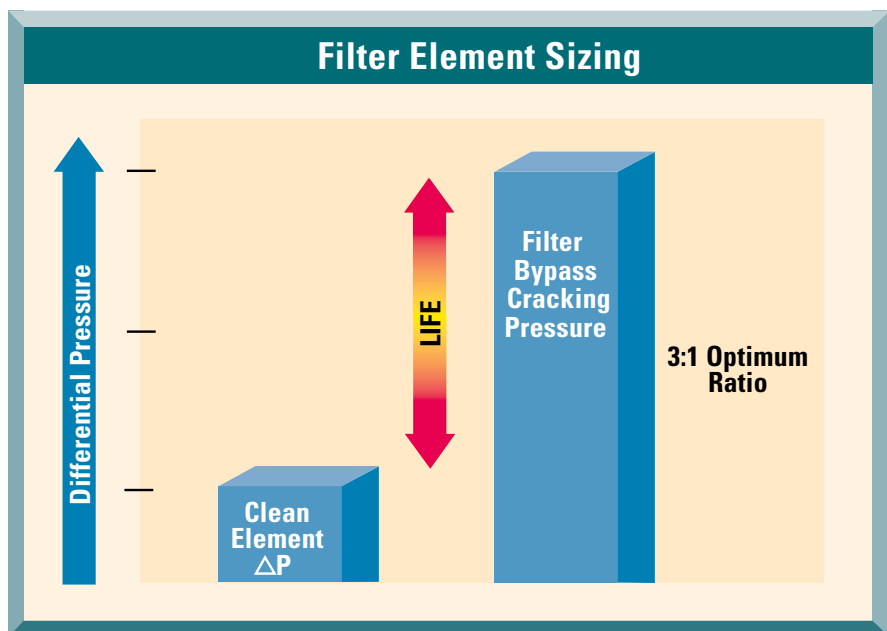 Filter Element Sizing
Differential Pressure
Clean
Element
△P
LIFE
Filter
Bypass
Cracking
Pressure
3:1 Optimum
Ratio